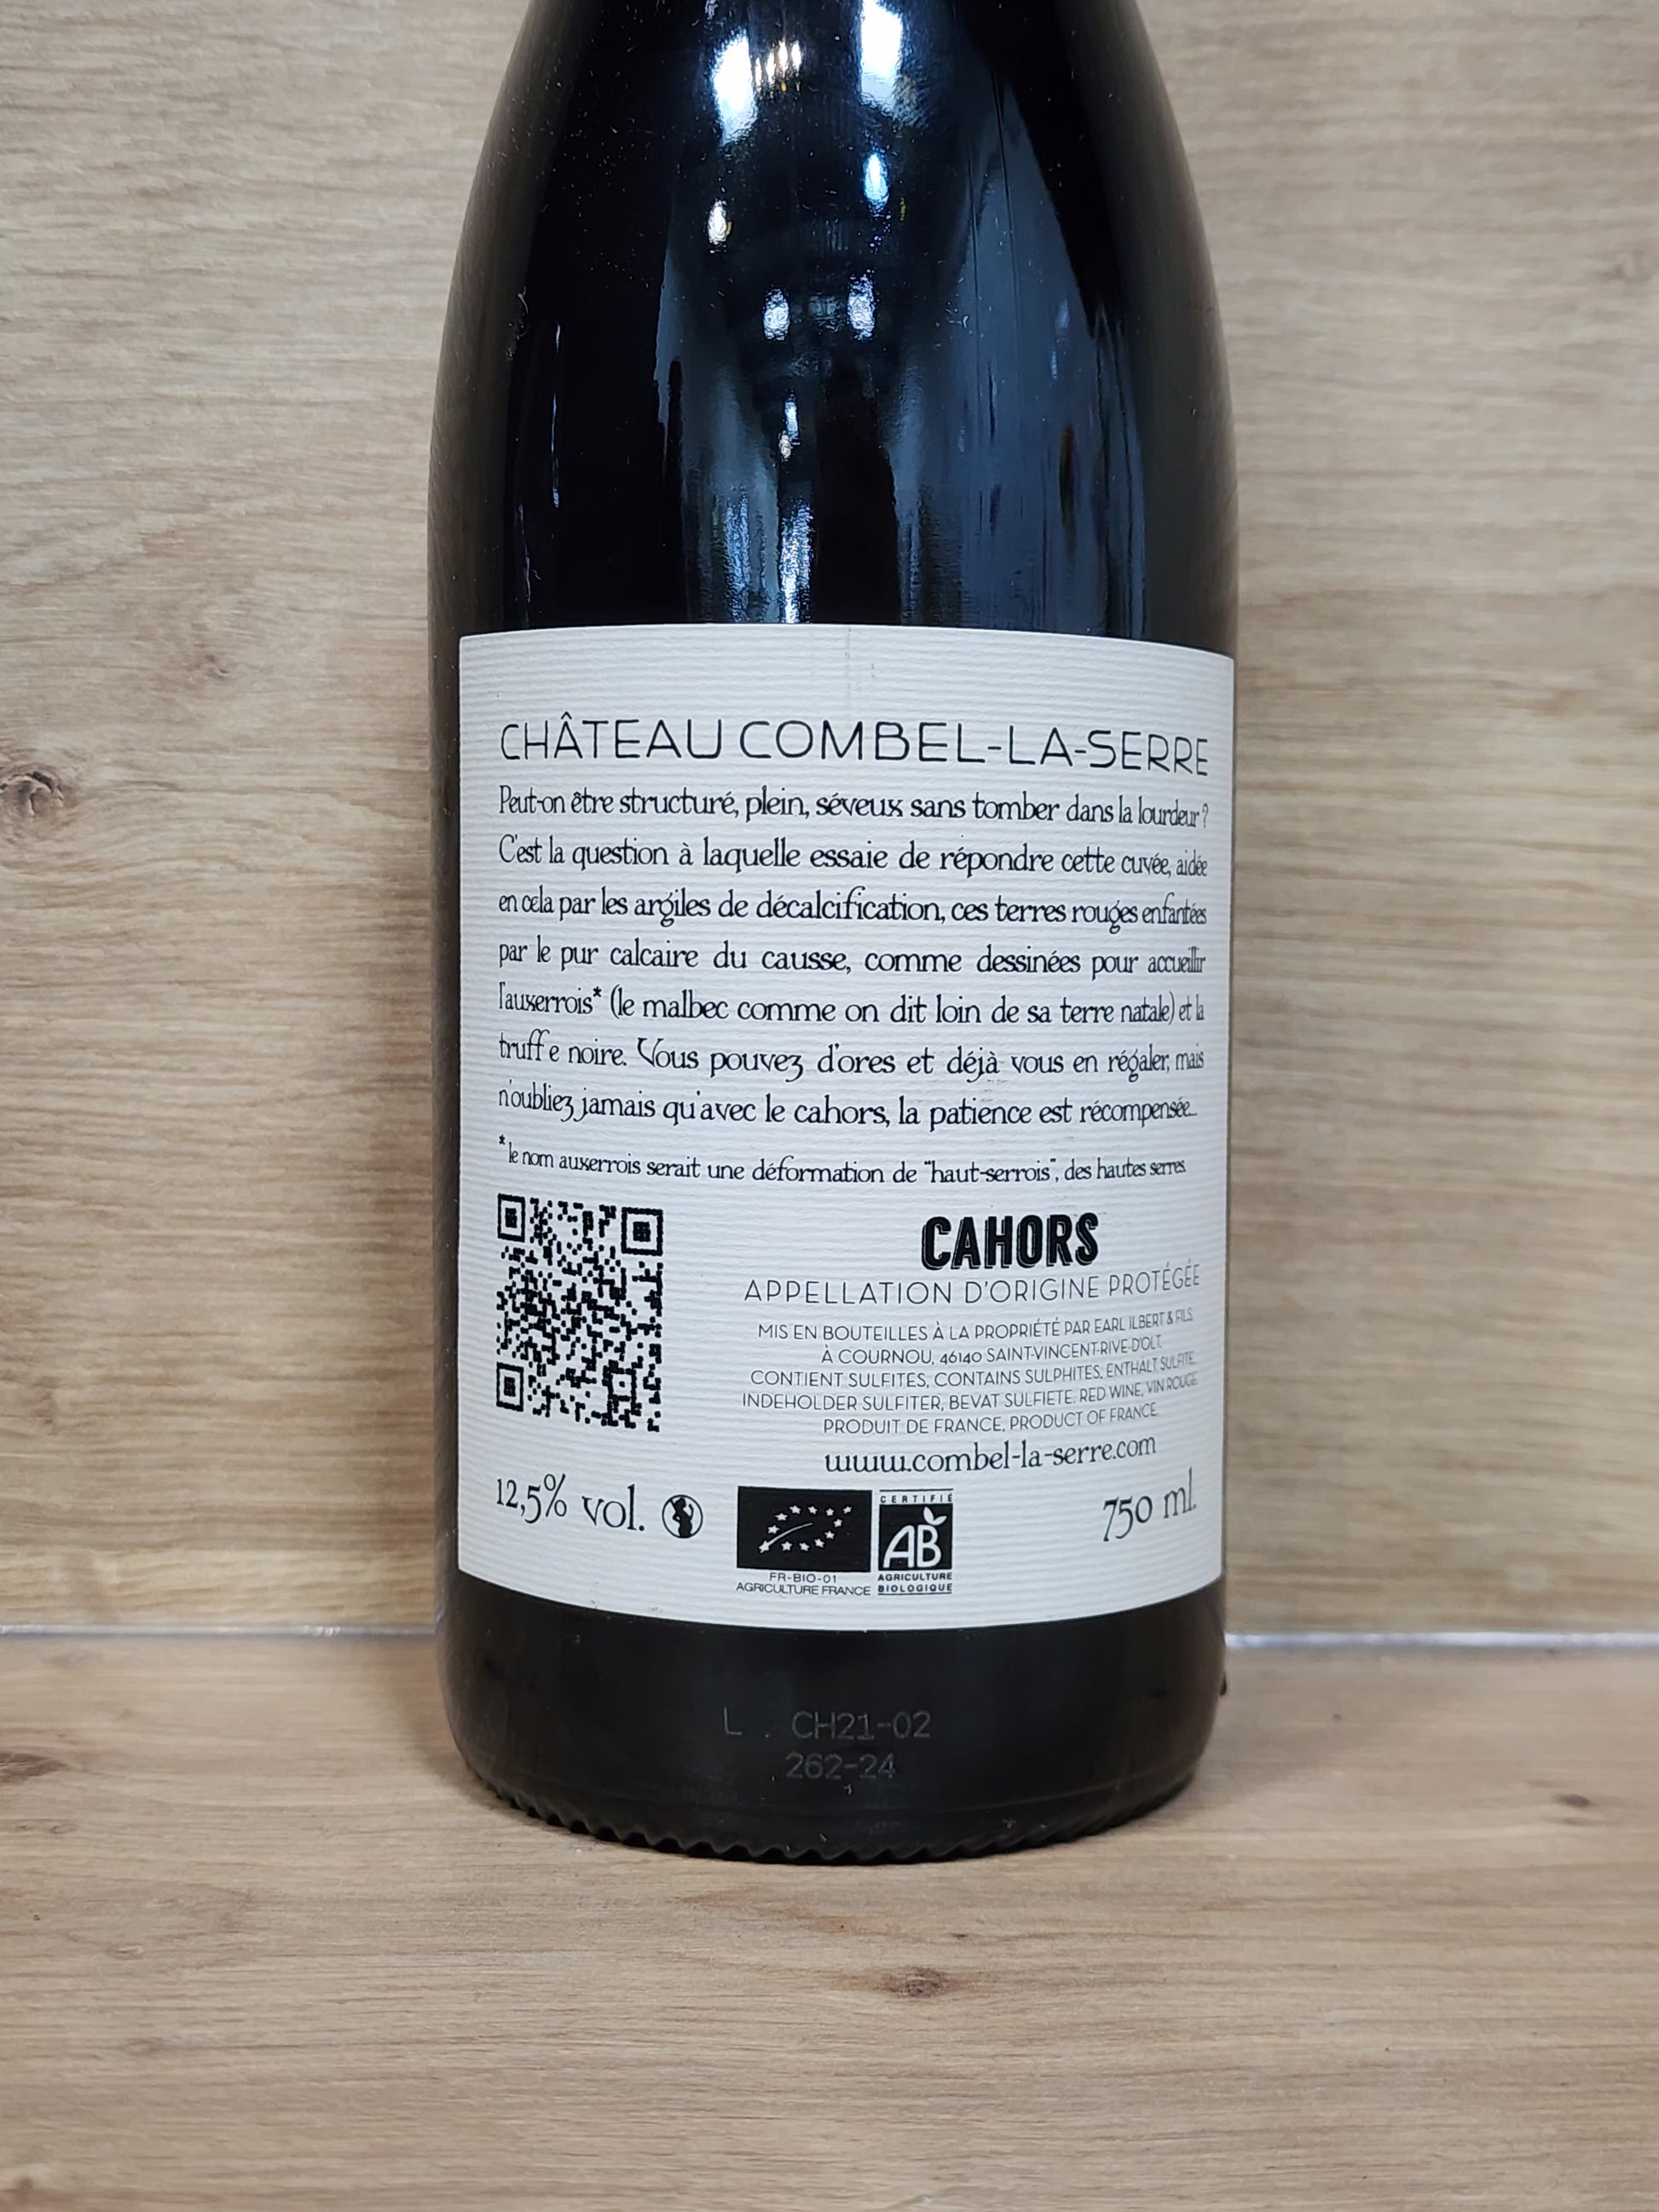 CHÂTEAU COMBEL-LA-SERRE
Peut-on être structuré, plein, séveux sans tomber dans la lourdeur ?
C'est la question à laquelle essaie de répondre cette cuvée, aidée
en cela par les argiles de décalcification, ces terres rouges enfantées
par le pur calcaire du causse, comme dessinées pour accueillir
l'auxerrois* (le malbec comme on dit loin de sa terre natale) et la
truffe noire. Vous pouvez d'ores et déjà vous en régaler, mais
n'oubliez jamais qu'avec le cahors, la patience est récompensée...
*le nom auxerrois serait une déformation de "haut-serrois", des hautes serres.
CAHORS
APPELLATION D'ORIGINE PROTÉGÉE
MIS EN BOUTEILLES À LA PROPRIÉTÉ PAR EARL ILBERT & FILS
À COURNOU, 46140 SAINT-VINCENT-RIVE-D'OLT.
CONTIENT SULFITES, CONTAINS SULPHITES, ENTHÄLT SULFITE.
INDEHOLDER SULFITER, BEVAT SULFIETE. RED WINE, VIN ROUGE
PRODUIT DE FRANCE, PRODUCT OF FRANCE.
www.combel-la-serre.com
12,5% vol.
750 ml.
FR-BIO-01
AGRICULTURE FRANCE
CERTIFIÉ
AB
AGRICULTURE
BIOLOGIQUE
L . CH21-02
262-24